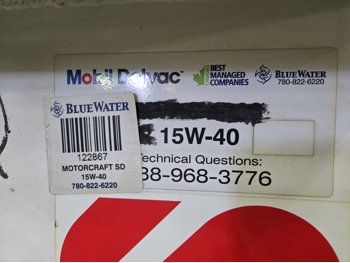 Mobil Delvac™
BEST
MANAGED
COMPANIES
BLUEWATER
780-822-6220
BLUEWATER
122867
MOTORCRAFT SD
15W-40
780-822-6220
15W-40
Technical Questions:
88-968-3776